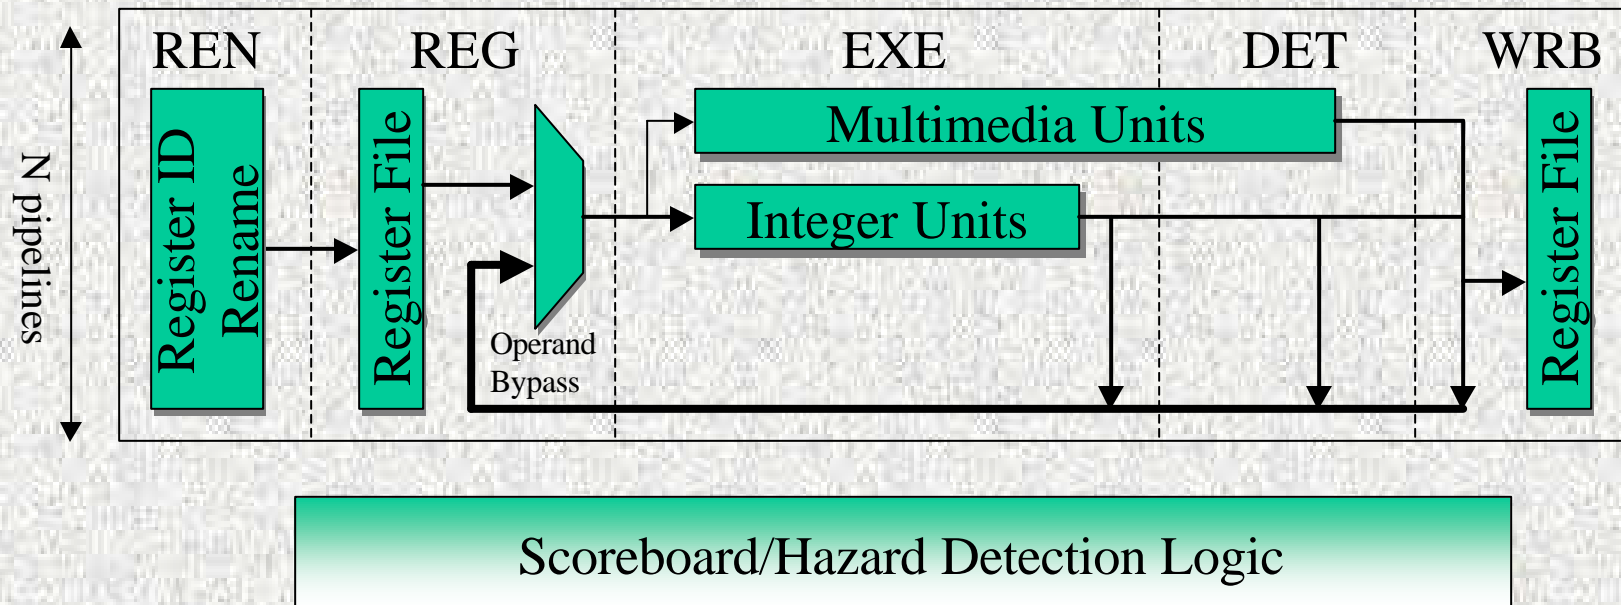 REN
REG
EXE
DET
WRB
N pipelines
Register ID
Rename
Register File
Multimedia Units
Integer Units
Register File
Operand
Bypass
Scoreboard/Hazard Detection Logic